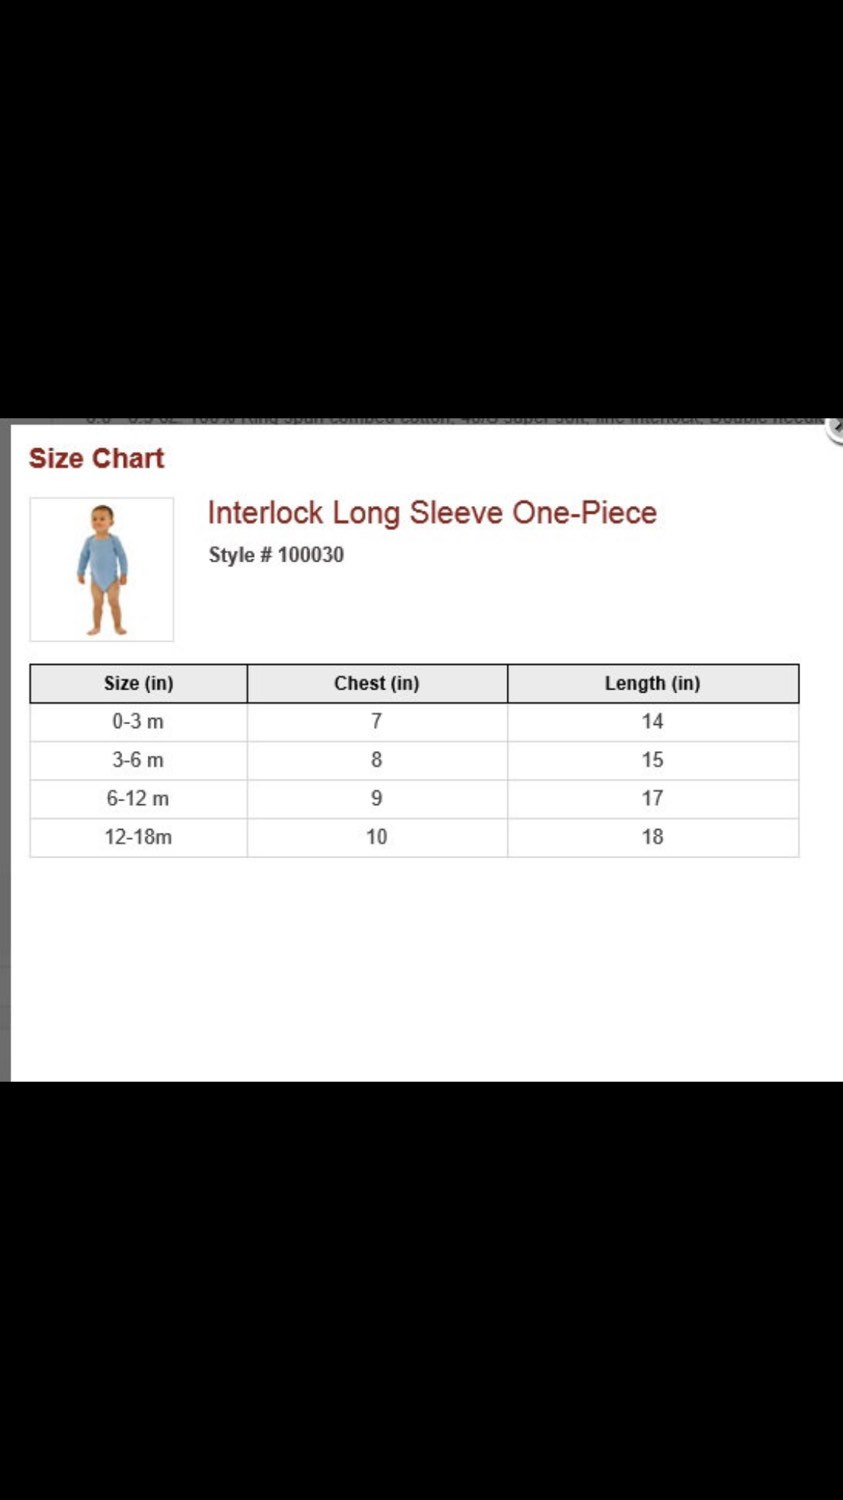 Size Chart
Interlock Long Sleeve One-Piece
Style # 100030
Size (in) Chest (in) Length (in)
0-3 m 7 14
3-6 m 8 15
6-12 m 9 17
12-18m 10 18